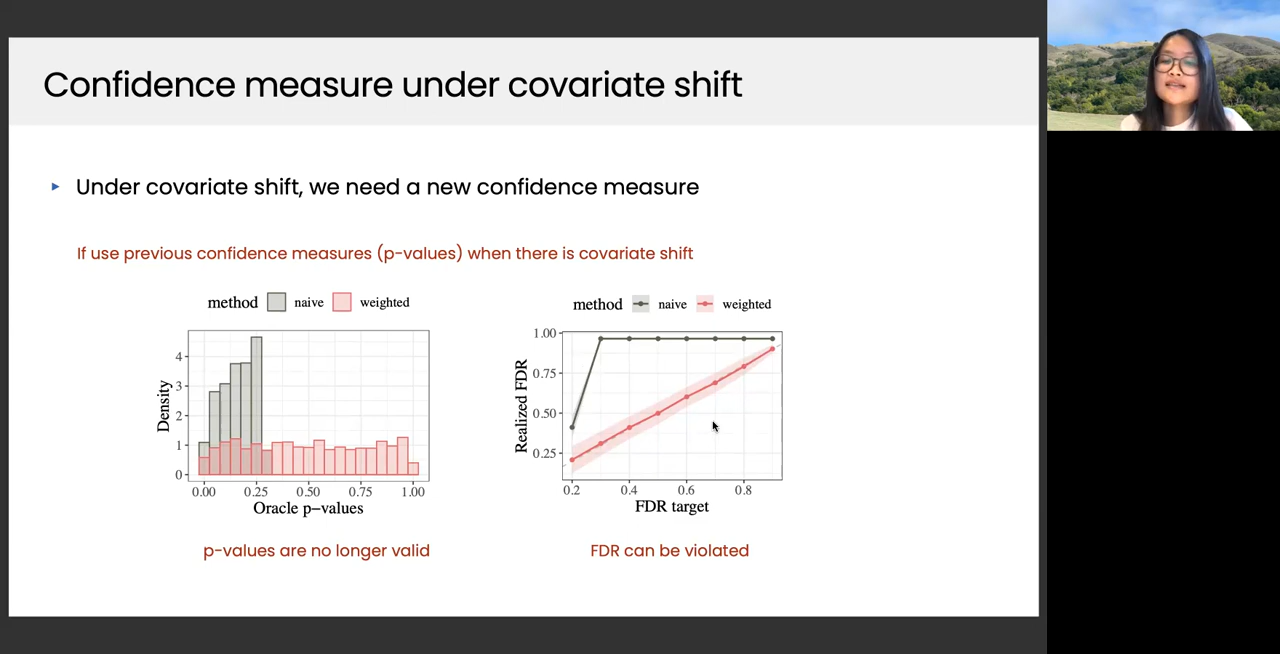 Confidence measure under covariate shift
Under covariate shift, we need a new confidence measure
If use previous confidence measures (p-values) when there is covariate shift
method naive weighted
4
3
2
1
0
Density
0.00 0.25 0.50 0.75 1.00
Oracle p−values
p-values are no longer valid
method naive weighted
1.00
0.75
0.50
0.25
Realized FDR
0.2 0.4 0.6 0.8
FDR target
FDR can be violated